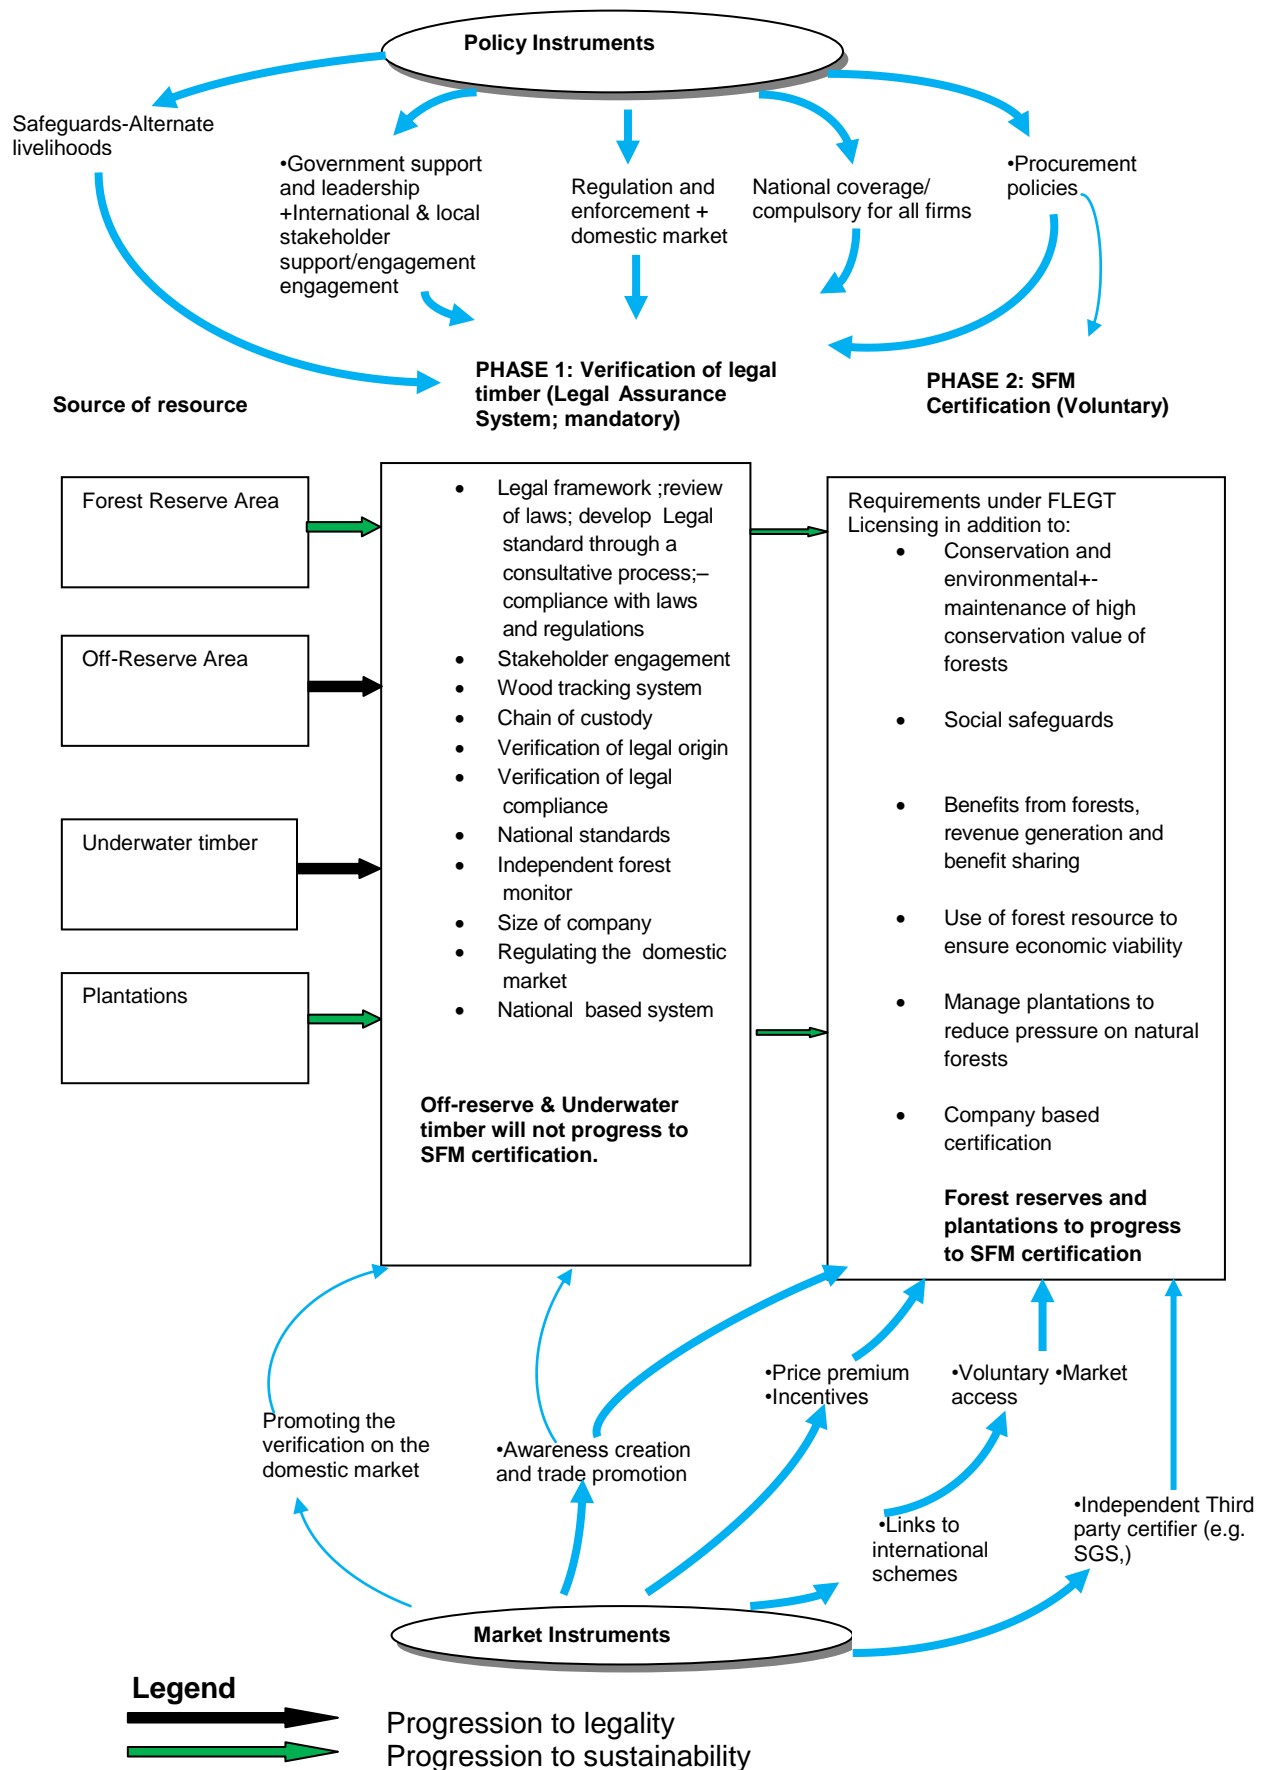 Policy Instruments
Safeguards-Alternate
livelihoods
•Government support
and leadership
+International & local
stakeholder
support/engagement
engagement
Regulation and
enforcement +
domestic market
National coverage/
compulsory for all firms
•Procurement
policies
Source of resource
PHASE 1: Verification of legal
timber (Legal Assurance
System; mandatory)
PHASE 2: SFM
Certification (Voluntary)
Forest Reserve Area
Off-Reserve Area
Underwater timber
Plantations
• Legal framework ;review
of laws; develop Legal
standard through a
consultative process;–
compliance with laws
and regulations
• Stakeholder engagement
• Wood tracking system
• Chain of custody
• Verification of legal origin
• Verification of legal
compliance
• National standards
• Independent forest
monitor
• Size of company
• Regulating the domestic
market
• National based system
Off-reserve & Underwater
timber will not progress to
SFM certification.
Requirements under FLEGT
Licensing in addition to:
• Conservation and
environmental+-
maintenance of high
conservation value of
forests
• Social safeguards
• Benefits from forests,
revenue generation and
benefit sharing
• Use of forest resource to
ensure economic viability
• Manage plantations to
reduce pressure on natural
forests
• Company based
certification
Forest reserves and
plantations to progress
to SFM certification
Promoting the
verification on the
domestic market
•Awareness creation
and trade promotion
•Price premium
•Incentives
•Voluntary •Market
access
•Links to
international
schemes
•Independent Third
party certifier (e.g.
SGS,)
Market Instruments
Legend
Progression to legality
Progression to sustainability